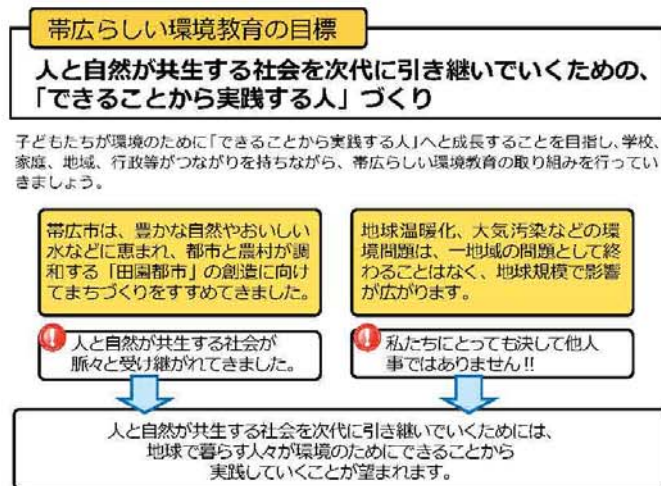 帯広らしい環境教育の目標
人と自然が共生する社会を次代に引き継いでいくための、
「できることから実践する人」づくり
子どもたちが環境のために「できることから実践する人」へと成長することを目指し、学校、
家庭、地域、行政等がつながりを持ちながら、帯広らしい環境教育の取り組みを行ってい
きましょう。
帯広市は、豊かな自然やおいしい
水などに恵まれ、都市と農村が調
和する「田園都市」の創造に向け
てまちづくりをすすめてきました。
地球温暖化、大気汚染などの環
境問題は、一地域の問題として終
わることはなく、地球規模で影響
が広がります。
人と自然が共生する社会が
脈々と受け継がれてきました。
私たちにとっても決して他人
事ではありません!!
人と自然が共生する社会を次代に引き継いでいくためには、
地球で暮らす人々が環境のためにできることから
実践していくことが望まれます。